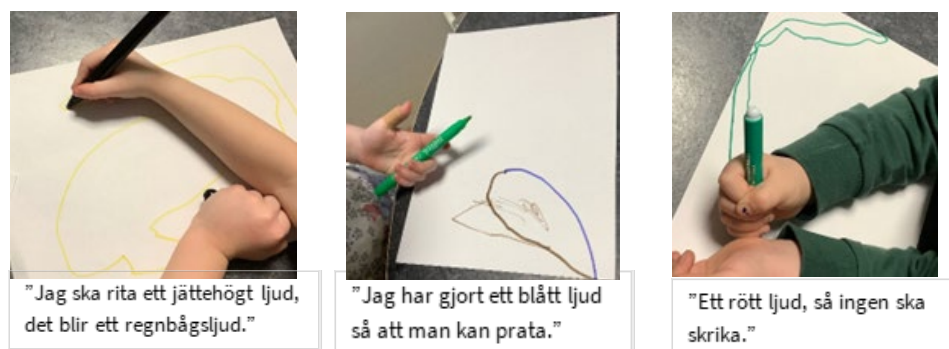 ”Jag ska rita ett jättehögt ljud,
det blir ett regnbågsljud.”
”Jag har gjort ett blått ljud
så att man kan prata.”
”Ett rött ljud, så ingen ska
skrika.”